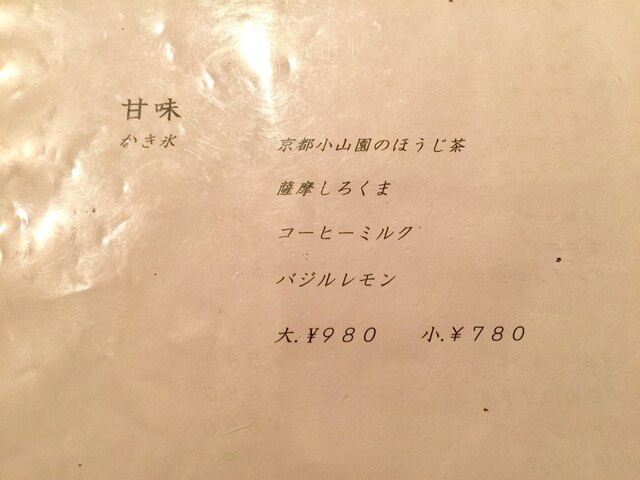 甘味
かき氷
京都小山園のほうじ茶
薩摩しろくま
コーヒーミルク
バジルレモン
大.¥980 小.¥780